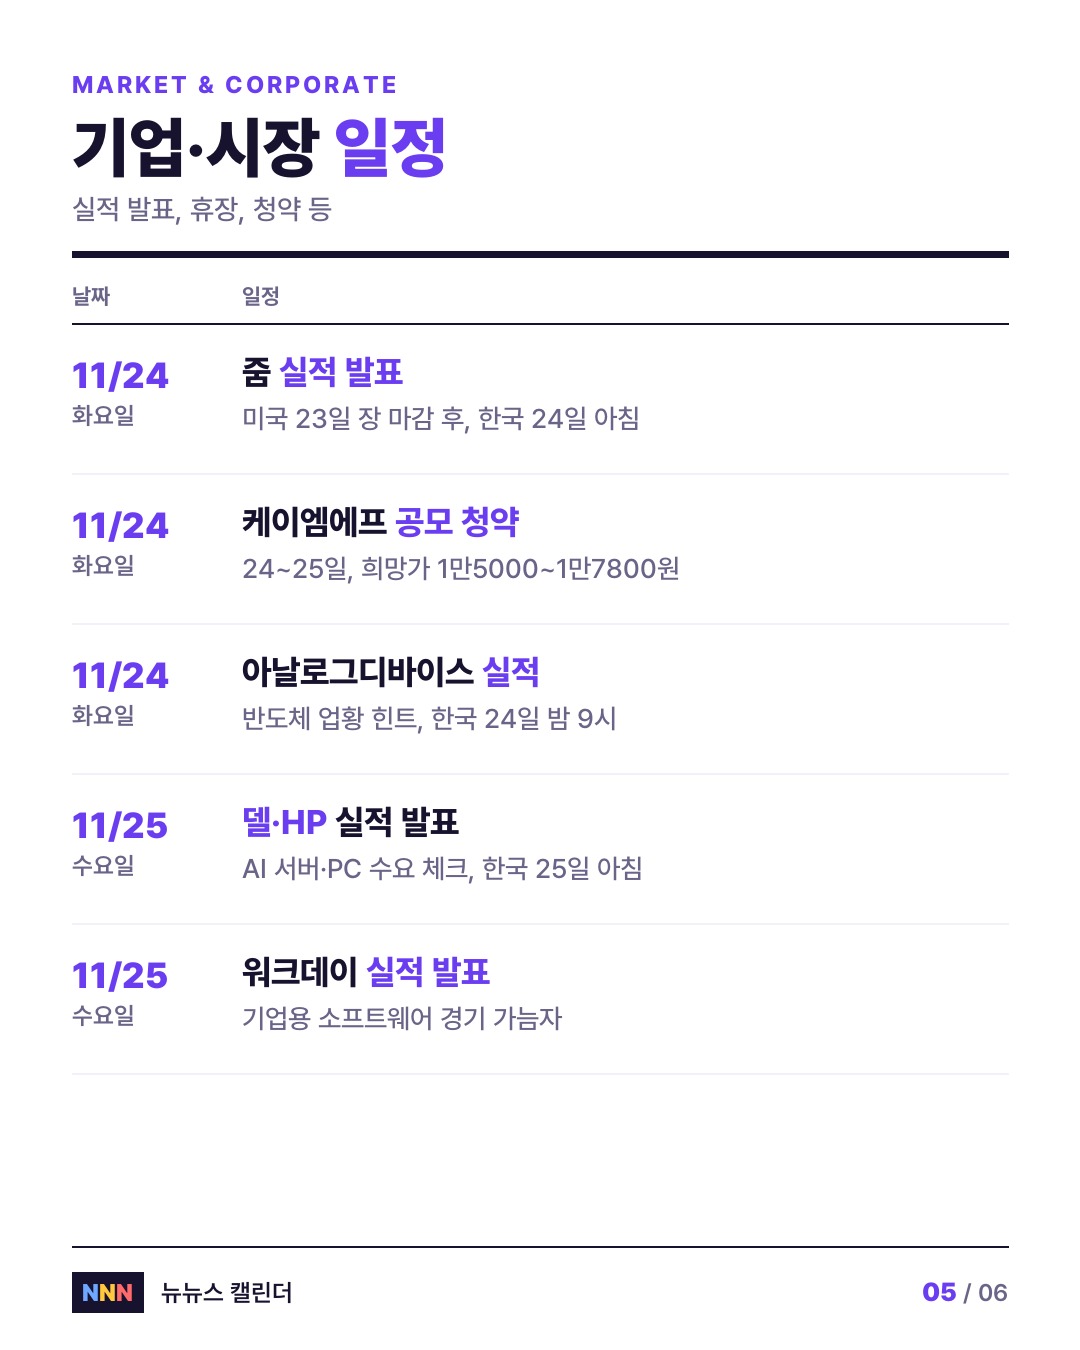 MARKET & CORPORATE
기업·시장 일정
실적 발표, 휴장, 청약 등
날짜 일정
11/24 줌 실적 발표
화요일 미국 23일 장 마감 후, 한국 24일 아침
11/24 케이엠에프 공모 청약
화요일 24~25일, 희망가 1만5000~1만7800원
11/24 아날로그디바이스 실적
화요일 반도체 업황 힌트, 한국 24일 밤 9시
11/25 델·HP 실적 발표
수요일 AI 서버·PC 수요 체크, 한국 25일 아침
11/25 워크데이 실적 발표
수요일 기업용 소프트웨어 경기 가늠자
NNN 뉴뉴스 캘린더 05 / 06